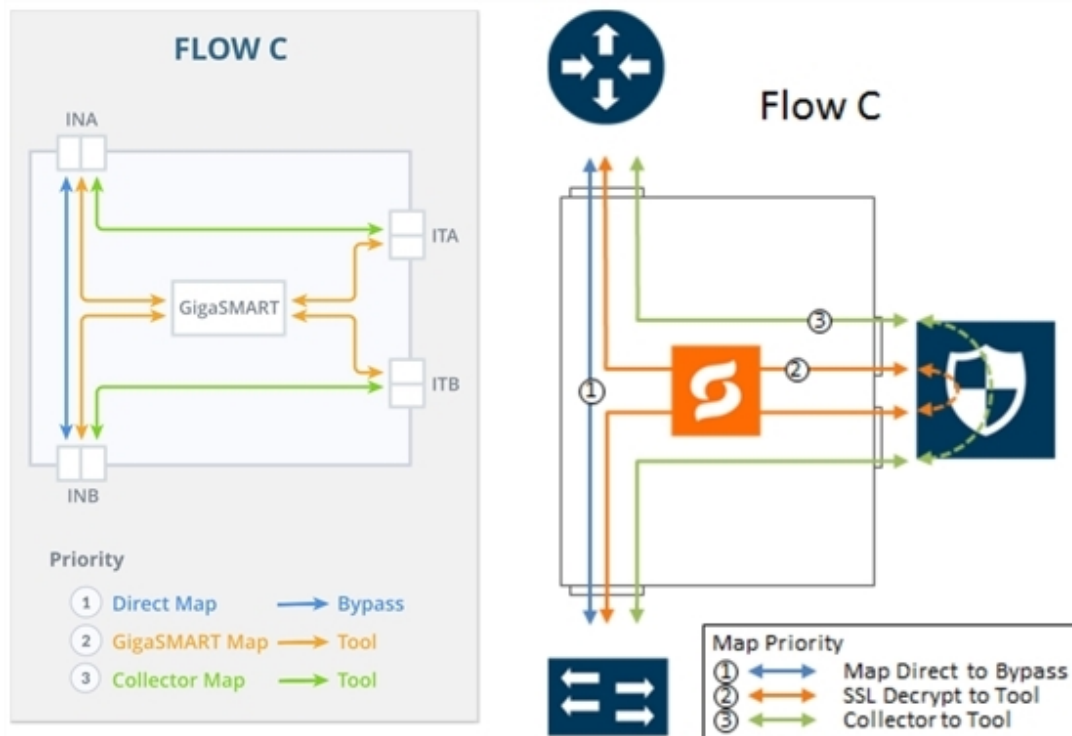 FLOW C
INA
ITA
GigaSMART
ITB
INB
Priority
1 Direct Map Bypass
2 GigaSMART Map Tool
3 Collector Map Tool
Flow C
3
2
1
Map Priority
1 Map Direct to Bypass
2 SSL Decrypt to Tool
3 Collector to Tool